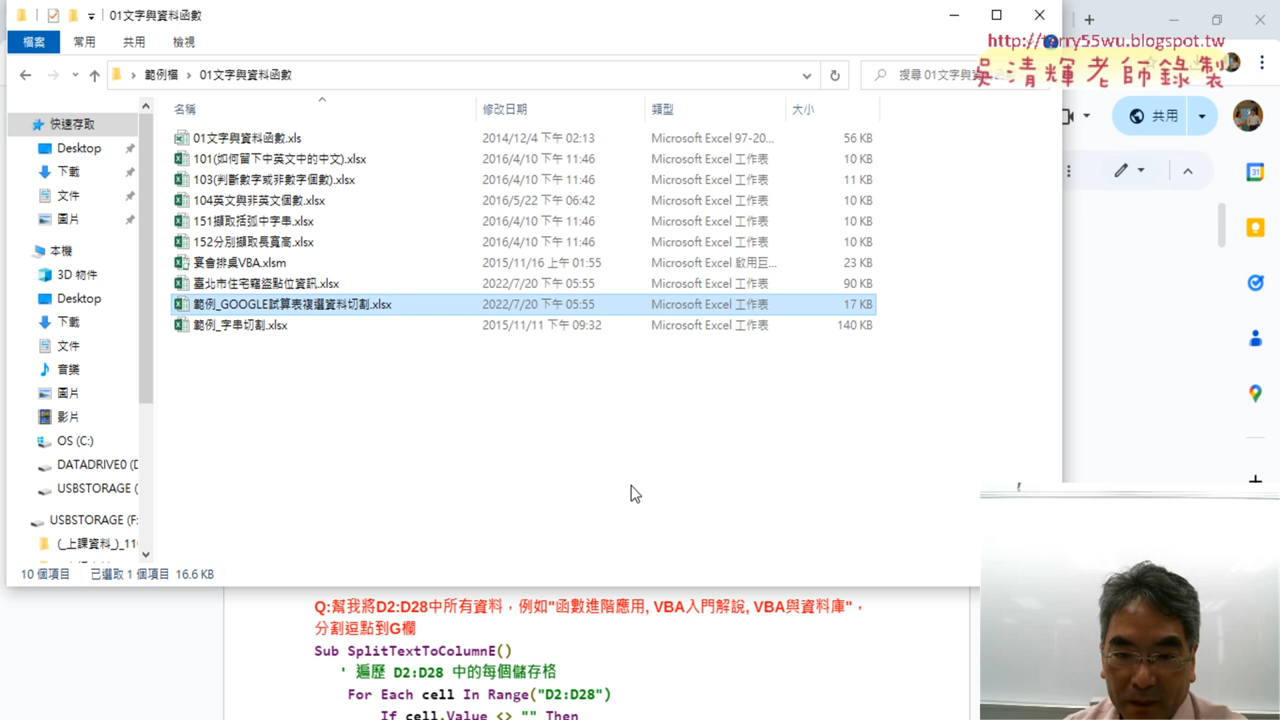 01文字與資料函數
http://terry55wu.blogspot.tw
吳清輝老師錄製
檔案 常用 共用 檢視
範例檔 › 01文字與資料函數
搜尋 01文字與資
共用
名稱 修改日期 類型 大小
快速存取
Desktop
下載
文件
圖片
本機
3D 物件
Desktop
下載
文件
音樂
圖片
影片
OS (C:)
DATADRIVE0 (D
USBSTORAGE (
USBSTORAGE (F:
(_上課資料_)_11
01文字與資料函數.xls 2014/12/4 下午 02:13 Microsoft Excel 97-20... 56 KB
101(如何留下中英文中的中文).xlsx 2016/4/10 下午 11:46 Microsoft Excel 工作表 10 KB
103(判斷數字或非數字個數).xlsx 2016/4/10 下午 11:46 Microsoft Excel 工作表 11 KB
104英文與非英文個數.xlsx 2016/5/22 下午 06:42 Microsoft Excel 工作表 10 KB
151擷取括弧中字串.xlsx 2016/4/10 下午 11:46 Microsoft Excel 工作表 10 KB
152分別擷取長寬高.xlsx 2016/4/10 下午 11:46 Microsoft Excel 工作表 10 KB
宴會排桌VBA.xlsm 2015/11/16 上午 01:55 Microsoft Excel 啟用巨... 23 KB
臺北市住宅竊盜點位資訊.xlsx 2022/7/20 下午 05:55 Microsoft Excel 工作表 90 KB
範例_GOOGLE試算表複選資料切割.xlsx 2022/7/20 下午 05:55 Microsoft Excel 工作表 17 KB
範例_字串切割.xlsx 2015/11/11 下午 09:32 Microsoft Excel 工作表 140 KB
10 個項目 已選取 1 個項目 16.6 KB
Q:幫我將D2:D28中所有資料，例如"函數進階應用, VBA入門解說, VBA與資料庫"，
分割逗點到G欄
Sub SplitTextToColumnE()
' 遍歷 D2:D28 中的每個儲存格
For Each cell In Range("D2:D28")
If cell.Value <> "" Then